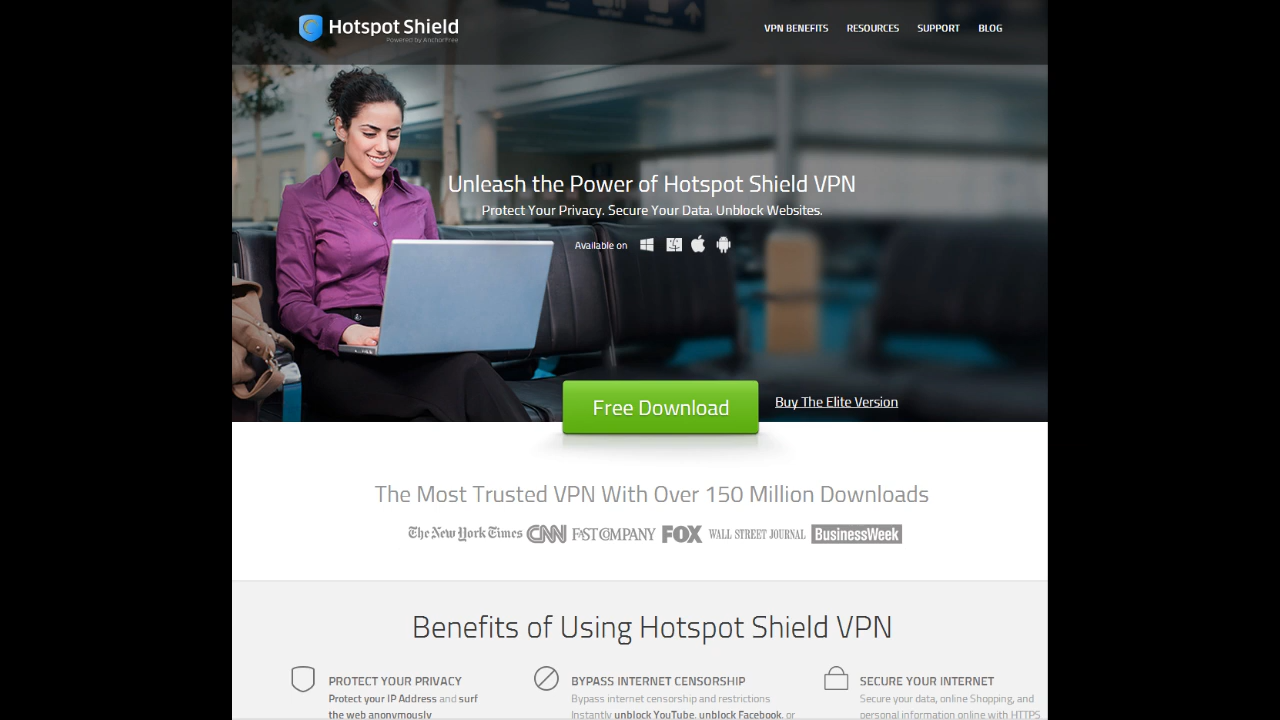 Hotspot Shield
Powered by AnchorFree
VPN BENEFITS RESOURCES SUPPORT BLOG
Unleash the Power of Hotspot Shield VPN
Protect Your Privacy. Secure Your Data. Unblock Websites.
Available on
Free Download
Buy The Elite Version
The Most Trusted VPN With Over 150 Million Downloads
The New York Times CNN FAST COMPANY FOX WALL STREET JOURNAL BusinessWeek
Benefits of Using Hotspot Shield VPN
PROTECT YOUR PRIVACY
Protect your IP Address and surf
the web anonymously
BYPASS INTERNET CENSORSHIP
Bypass internet censorship and restrictions
Instantly unblock YouTube, unblock Facebook, or
SECURE YOUR INTERNET
Secure your data, online Shopping, and
personal information online with HTTPS